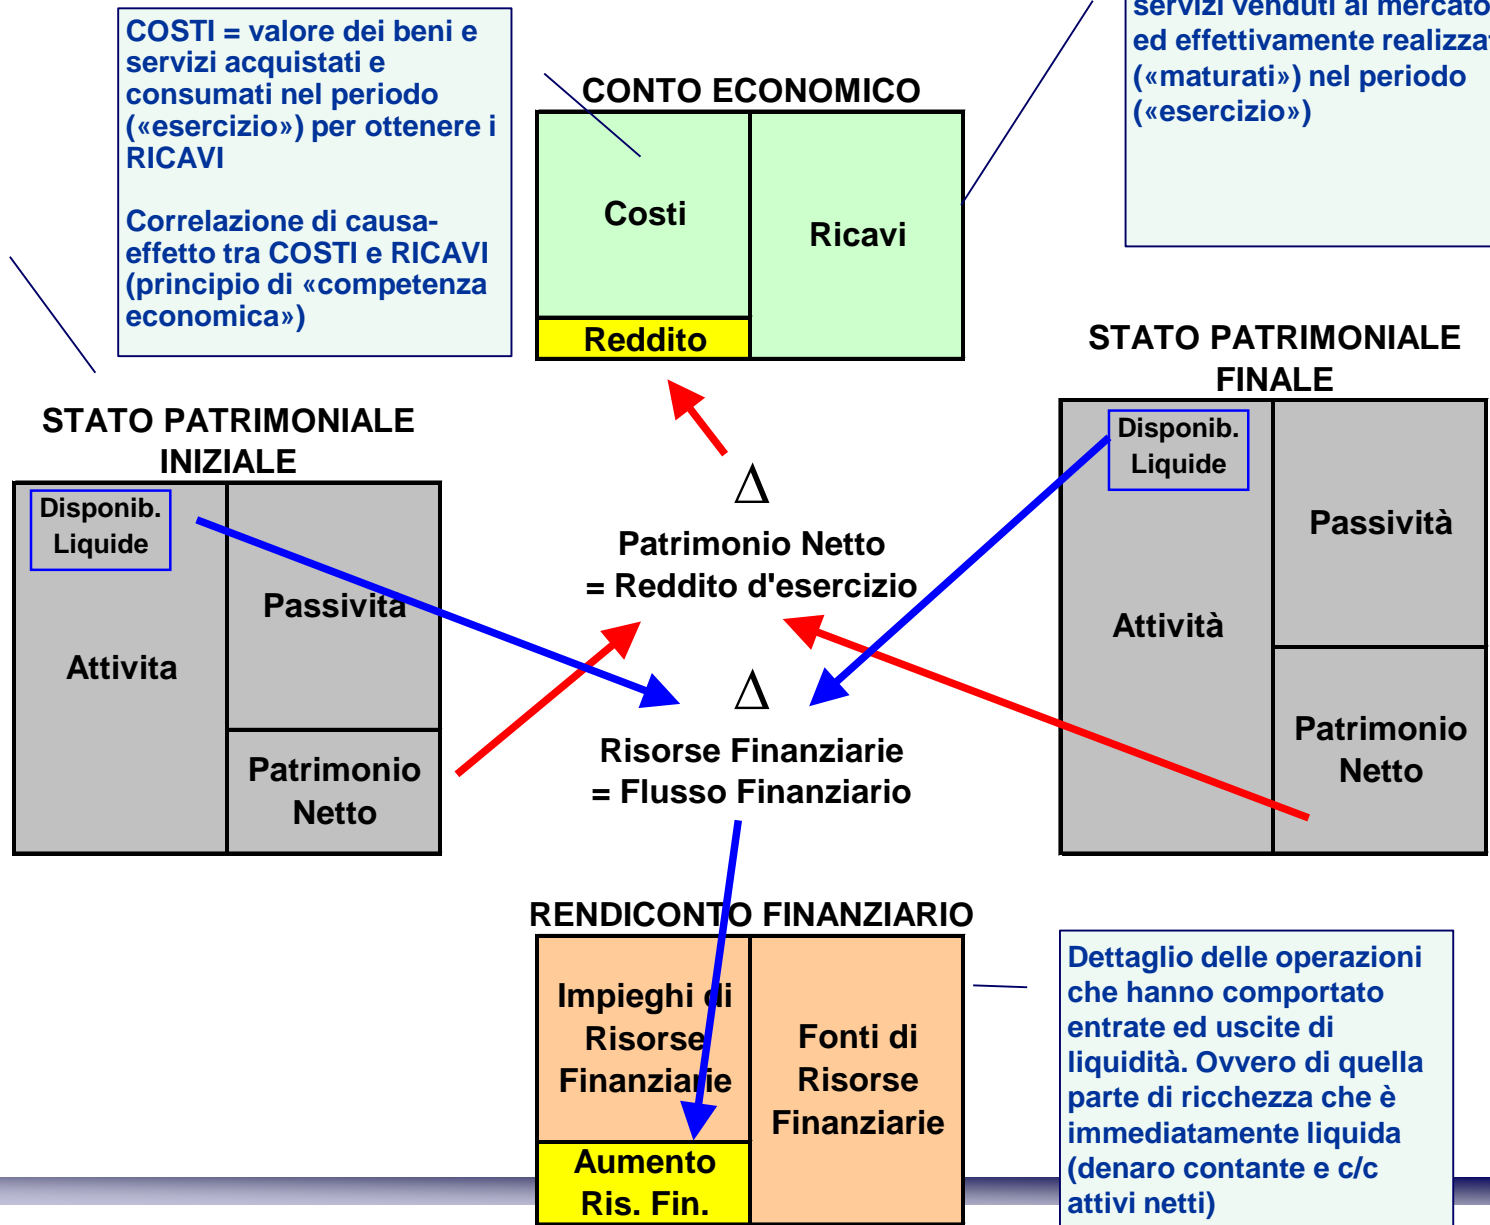 COSTI = valore dei beni e
servizi acquistati e
consumati nel periodo
(«esercizio») per ottenere i
RICAVI
Correlazione di causa-
effetto tra COSTI e RICAVI
(principio di «competenza
economica»)
servizi venduti al mercato
ed effettivamente
(«maturati») nel periodo
(«esercizio»)
CONTO ECONOMICO
Costi
Ricavi
Reddito
STATO PATRIMONIALE
INIZIALE
Disponib.
Liquide
Attivita
Passività
Patrimonio
Netto
Δ
Patrimonio Netto
= Reddito d'esercizio
Δ
Risorse Finanziarie
= Flusso Finanziario
STATO PATRIMONIALE
FINALE
Disponib.
Liquide
Attività
Passività
Patrimonio
Netto
RENDICONTO FINANZIARIO
Impieghi di
Risorse
Finanziarie
Fonti di
Risorse
Finanziarie
Aumento
Ris. Fin.
Dettaglio delle operazioni
che hanno comportato
entrate ed uscite di
liquidità. Ovvero di quella
parte di ricchezza che è
immediatamente liquida
(denaro contante e c/c
attivi netti)